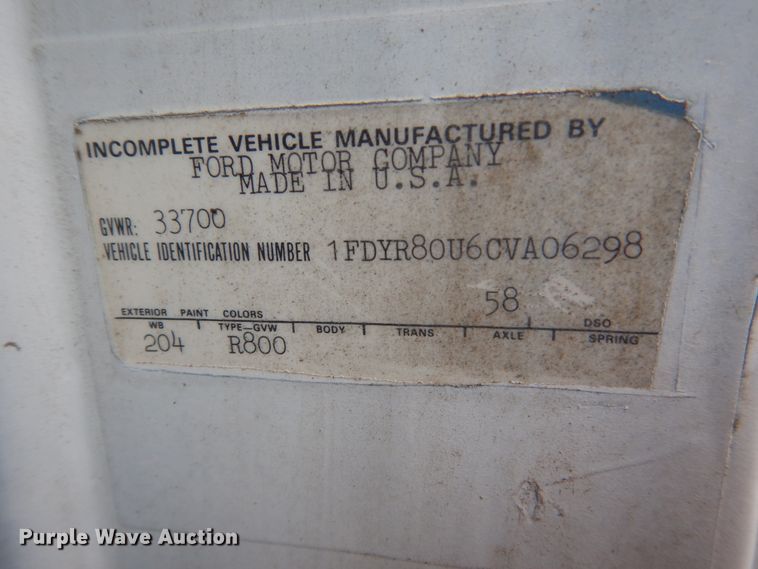 INCOMPLETE VEHICLE MANUFACTURED BY
FORD MOTOR COMPANY
MADE IN U.S.A.
GVWR: 33700
VEHICLE IDENTIFICATION NUMBER 1FDYR80U6CVA06298
58
EXTERIOR PAINT COLORS DSO
WB TYPE-GVW BODY TRANS AXLE SPRING
204 R800
Purple Wave Auction